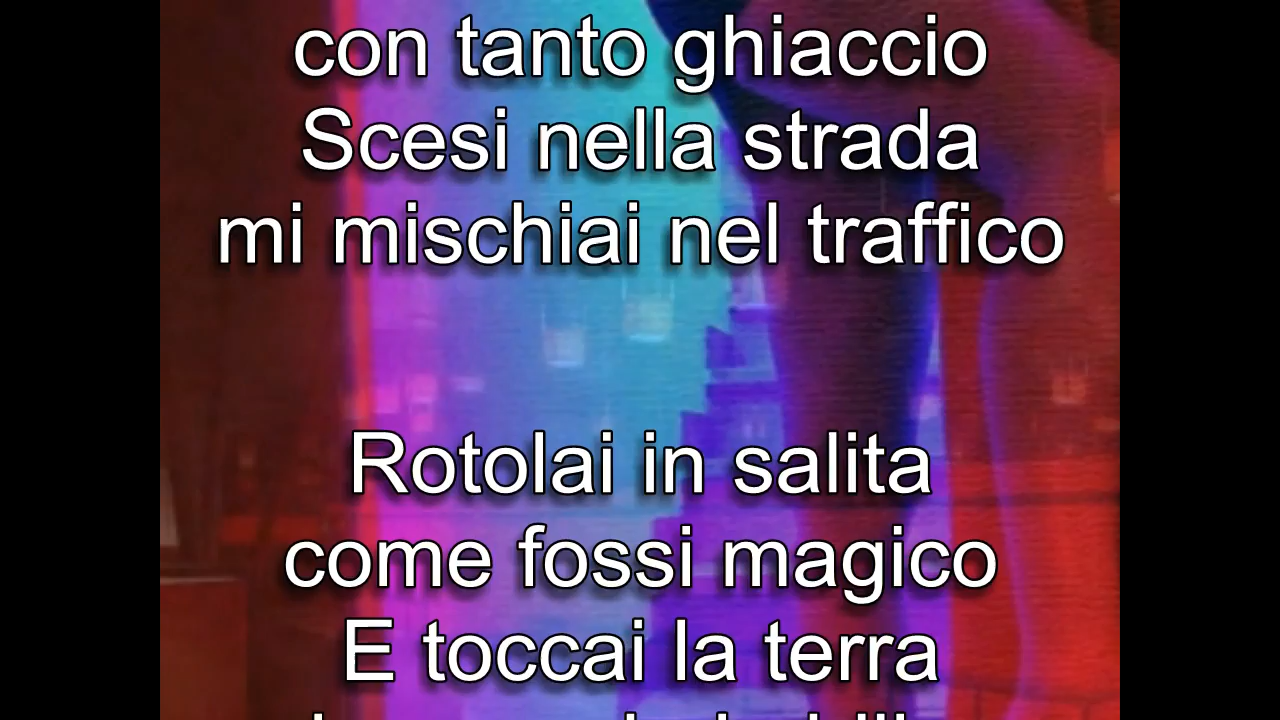 con tanto ghiaccio
Scesi nella strada
mi mischiai nel traffico
Rotolai in salita
come fossi magico
E toccai la terra